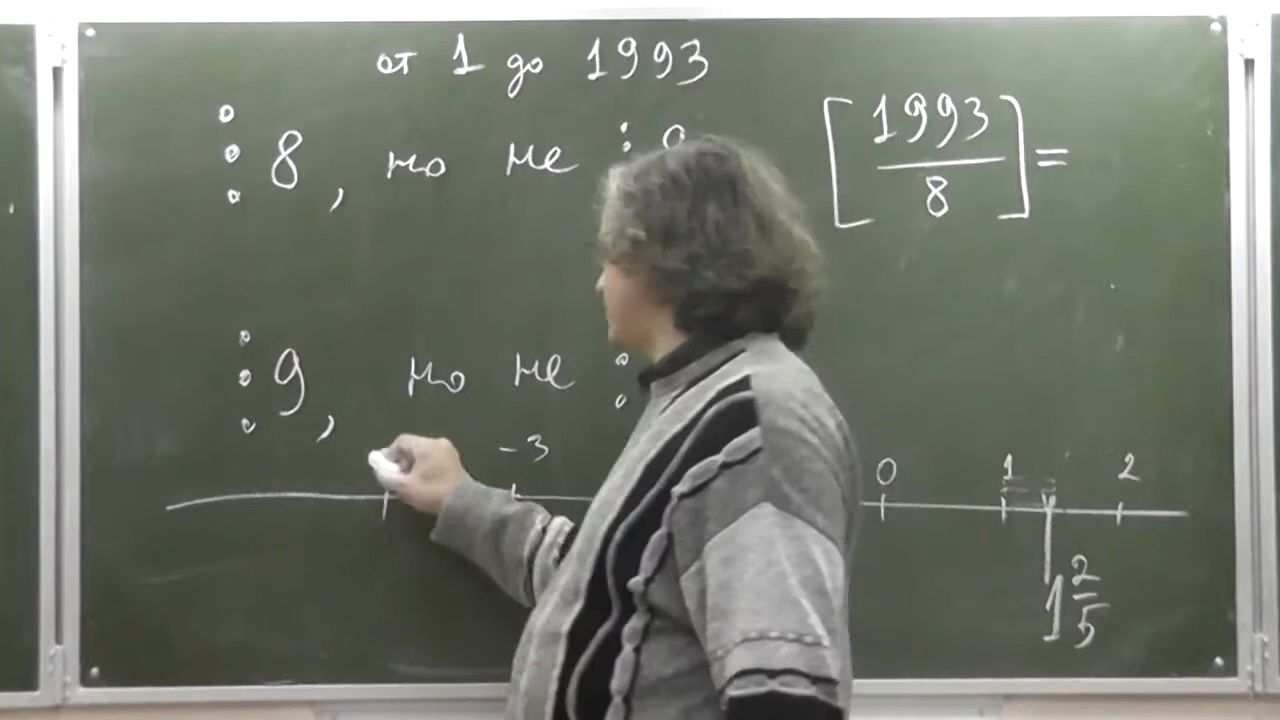 от 1 до 1993
⋮ 8, но не ⋮
[1993/8] =
⋮ 9, но не ⋮
-3 0 1 2
1 2/5